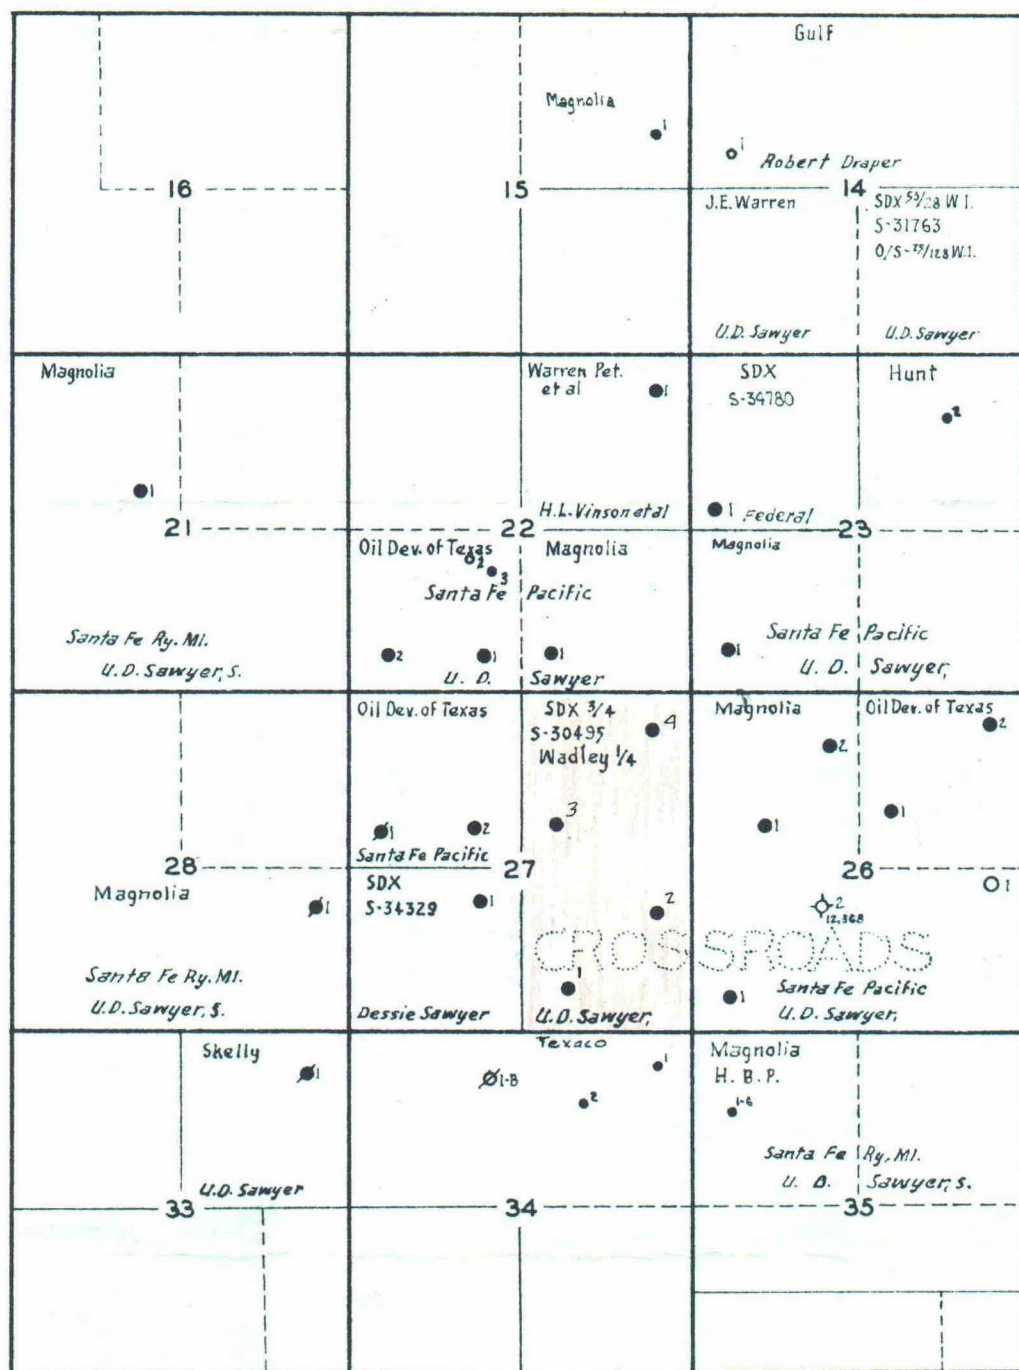 Gulf
Magnolia
1
1
Robert Draper
16
15
14
J.E. Warren
SDX 53/128 W.I.
S-31763
O/S-75/128 W.I.
U.D. Sawyer
U.D. Sawyer
Magnolia
1
21
Santa Fe Ry. MI.
U.D. Sawyer, S.
Warren Pet.
et al
1
H.L. Vinson et al
22
Oil Dev. of Texas
2
3
Magnolia
Santa Fe Pacific
2
1
1
U. D. Sawyer
SDX
S-34780
Hunt
2
1
Federal
23
Magnolia
Santa Fe Pacific
1
U. D. Sawyer,
28
Magnolia
1
Santa Fe Ry. MI.
U.D. Sawyer, S.
Oil Dev. of Texas
1
2
Santa Fe Pacific
27
SDX
S-34329
1
Dessie Sawyer
SDX 3/4
S-30495
Wadley 1/4
4
3
2
1
U.D. Sawyer,
CROSSROADS
Magnolia
2
1
Oil Dev. of Texas
2
1
26
1
2
12,368
1
Santa Fe Pacific
U.D. Sawyer,
Skelly
1
U.D. Sawyer
33
Texaco
1-B
1
2
34
Magnolia
H. B. P.
1-G
Santa Fe Ry. MI.
U. D. Sawyer, S.
35